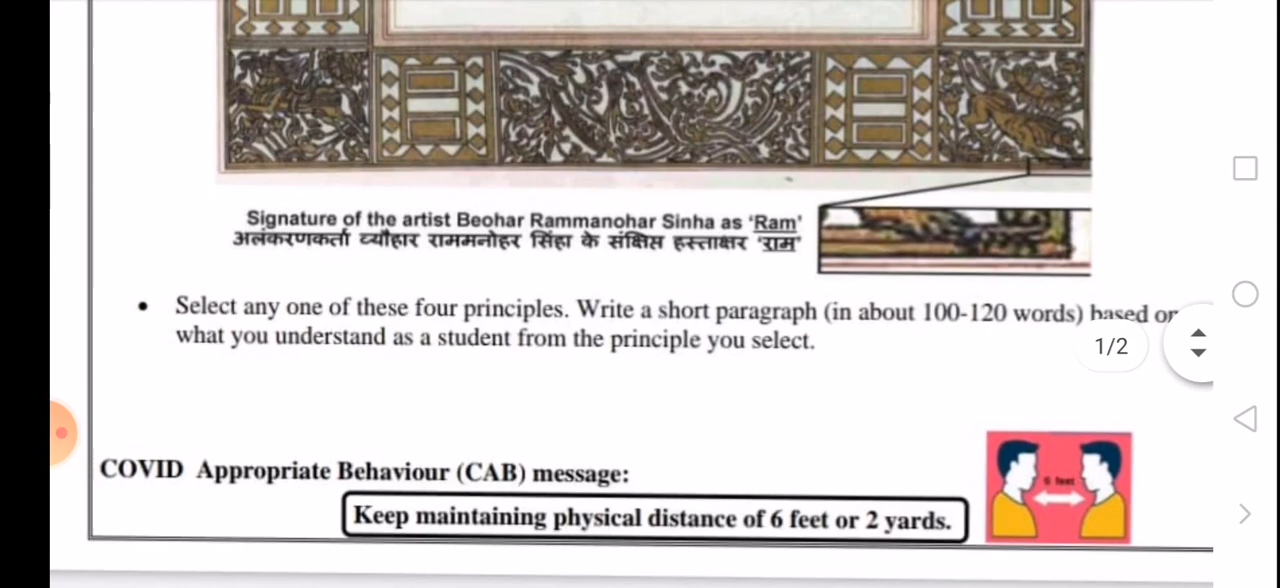 Signature of the artist Beohar Rammanohar Sinha as ‘Ram’
अलंकरणकर्ता ब्यौहार राममनोहर सिंहा के संक्षिप्त हस्ताक्षर ‘राम’
• Select any one of these four principles. Write a short paragraph (in about 100-120 words) based on
what you understand as a student from the principle you select.
1/2
6 feet
COVID Appropriate Behaviour (CAB) message:
Keep maintaining physical distance of 6 feet or 2 yards.